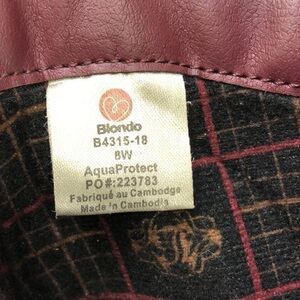 Blondo
B4315-18
8W
AquaProtect
PO#:223783
Fabriqué au Cambodge
Made in Cambodia